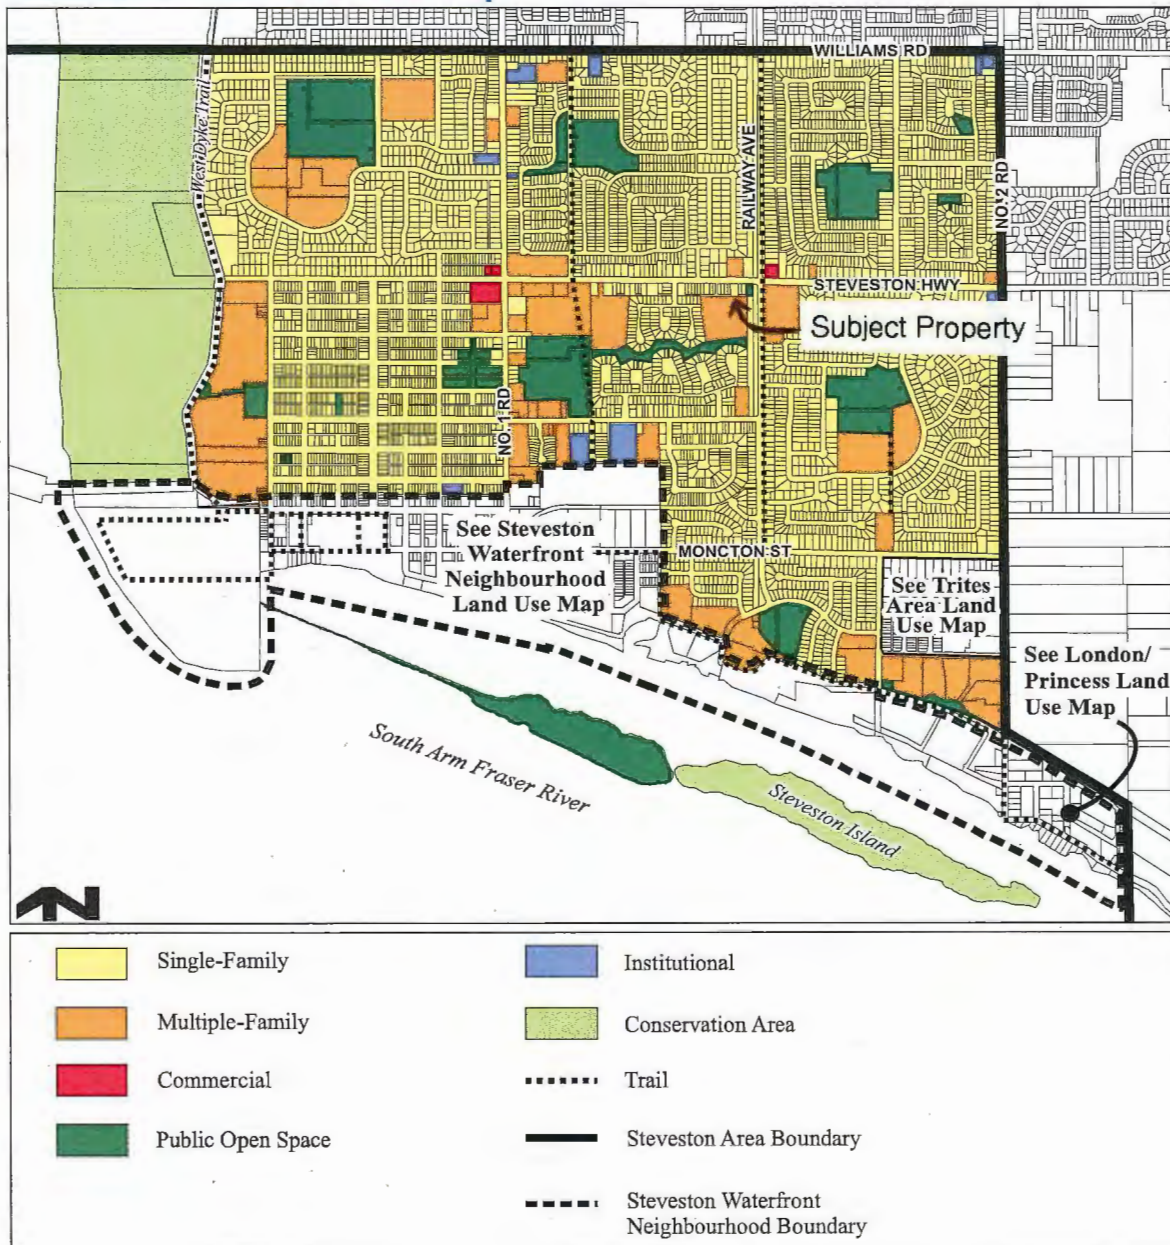 WILLIAMS RD
West Dyke Trail
RAILWAY AVE
NO. 2 RD
STEVESTON HWY
Subject Property
NO. 1 RD
See Steveston
Waterfront
Neighbourhood
Land Use Map
MONCTON ST
See Trites
Area Land
Use Map
See London/
Princess Land
Use Map
South Arm Fraser River
Steveston Island
Single-Family
Multiple-Family
Commercial
Public Open Space
Institutional
Conservation Area
Trail
Steveston Area Boundary
Steveston Waterfront
Neighbourhood Boundary